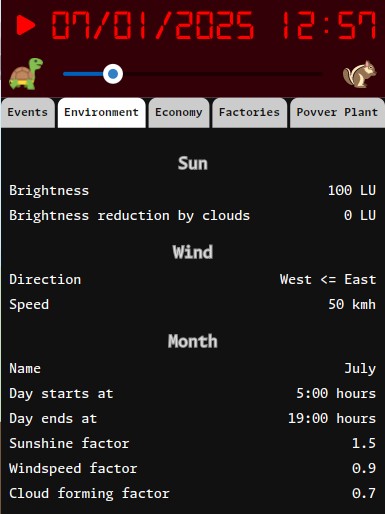 07/01/2025 12:57
Events Environment Economy Factories Povver Plant
Sun
Brightness 100 LU
Brightness reduction by clouds 0 LU
Wind
Direction West <= East
Speed 50 kmh
Month
Name July
Day starts at 5:00 hours
Day ends at 19:00 hours
Sunshine factor 1.5
Windspeed factor 0.9
Cloud forming factor 0.7